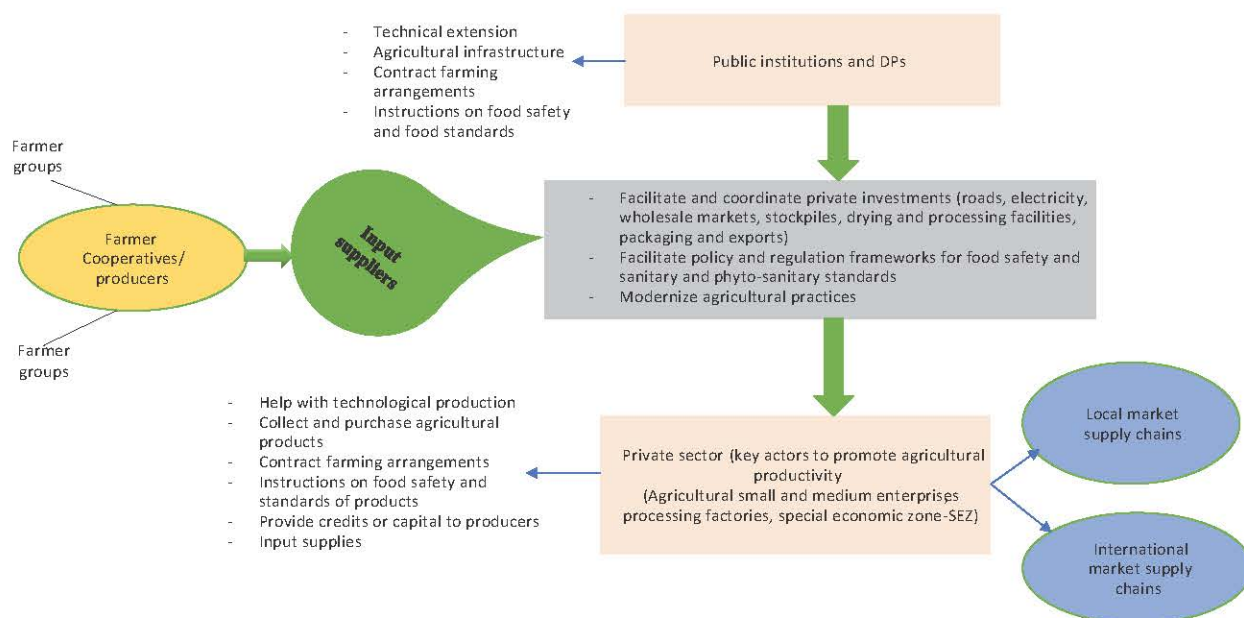 - Technical extension
- Agricultural infrastructure
- Contract farming
arrangements
- Instructions on food safety
and food standards
Public institutions and DPs
Farmer
groups
Farmer
Cooperatives/
producers
Farmer
groups
Input
suppliers
- Facilitate and coordinate private investments (roads, electricity,
wholesale markets, stockpiles, drying and processing facilities,
packaging and exports)
- Facilitate policy and regulation frameworks for food safety and
sanitary and phyto-sanitary standards
- Modernize agricultural practices
- Help with technological production
- Collect and purchase agricultural
products
- Contract farming arrangements
- Instructions on food safety and
standards of products
- Provide credits or capital to producers
- Input supplies
Private sector (key actors to promote agricultural
productivity
(Agricultural small and medium enterprises
processing factories, special economic zone-SEZ)
Local market
supply chains
International
market supply
chains